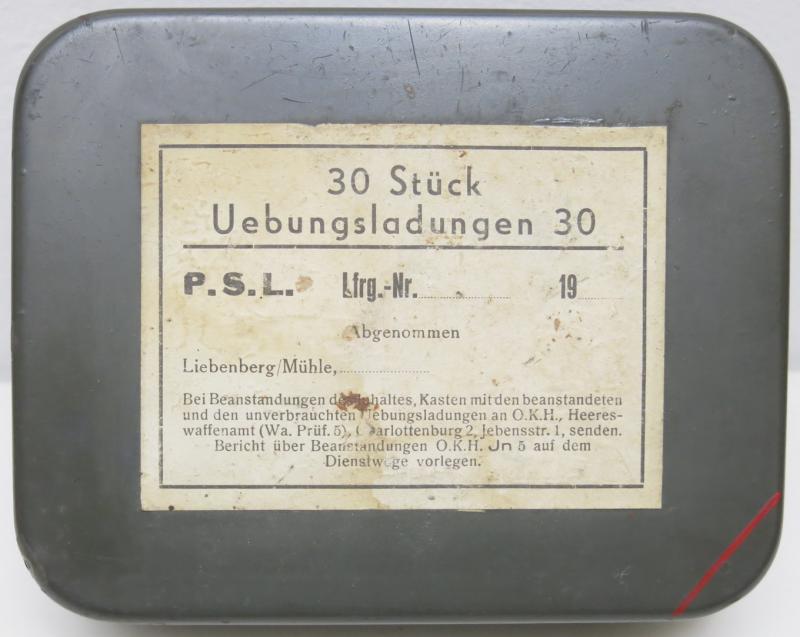 30 Stück
Uebungsladungen 30
P.S.L. Lfrg.-Nr. 19
Abgenommen
Liebenberg/Mühle,
Bei Beanstandungen des Inhaltes, Kasten mit den beanstandeten
und den unverbrauchten Uebungsladungen an O.K.H., Heeres-
waffenamt (Wa. Prüf. 5), Charlottenburg 2, Jebensstr. 1, senden.
Bericht über Beanstandungen O.K.H. Jn 5 auf dem
Dienstwege vorlegen.